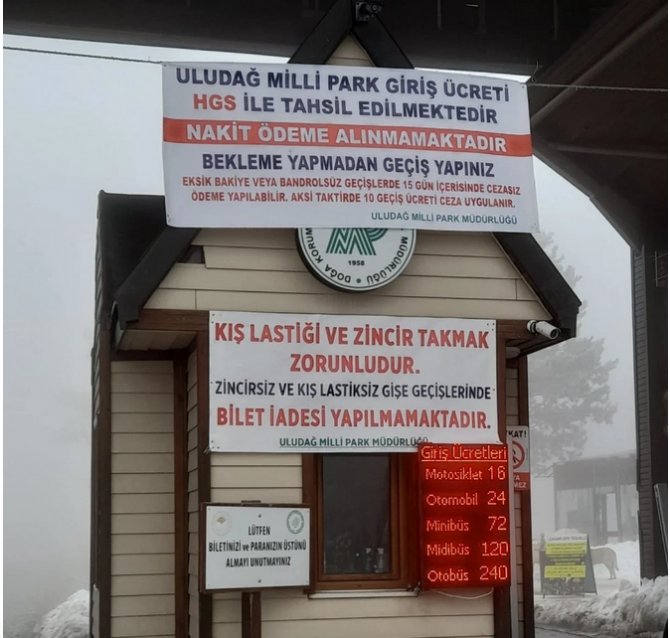 ULUDAĞ MİLLİ PARK GİRİŞ ÜCRETİ
HGS İLE TAHSİL EDİLMEKTEDİR
NAKİT ÖDEME ALINMAMAKTADIR
BEKLEME YAPMADAN GEÇİŞ YAPINIZ
EKSİK BAKİYE VEYA BANDROLSÜZ GEÇİŞLERDE 15 GÜN İÇERİSİNDE CEZASIZ
ÖDEME YAPILABİLİR. AKSİ TAKTİRDE 10 GEÇİŞ ÜCRETİ CEZA UYGULANIR.
ULUDAĞ MİLLİ PARK MÜDÜRLÜĞÜ
1958
DOĞA KORUM
MÜDÜRLÜĞÜ
KIŞ LASTİĞİ VE ZİNCİR TAKMAK
ZORUNLUDUR.
ZİNCİRSİZ VE KIŞ LASTİKSİZ GİŞE GEÇİŞLERİNDE
BİLET İADESİ YAPILMAMAKTADIR.
ULUDAĞ MİLLİ PARK MÜDÜRLÜĞÜ
Giriş Ücretleri
Motosiklet 16
Otomobil 24
Minibüs 72
Midibüs 120
Otobüs 240
LÜTFEN
BİLETİNİZİ ve PARANIZIN ÜSTÜNÜ
ALMAYI UNUTMAYINIZ